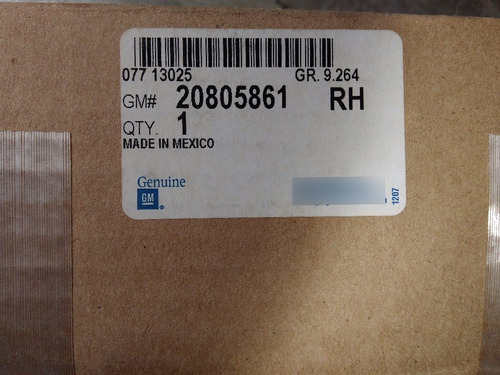 077 13025 GR. 9.264
GM# 20805861 RH
QTY. 1
MADE IN MEXICO
Genuine
GM
1207